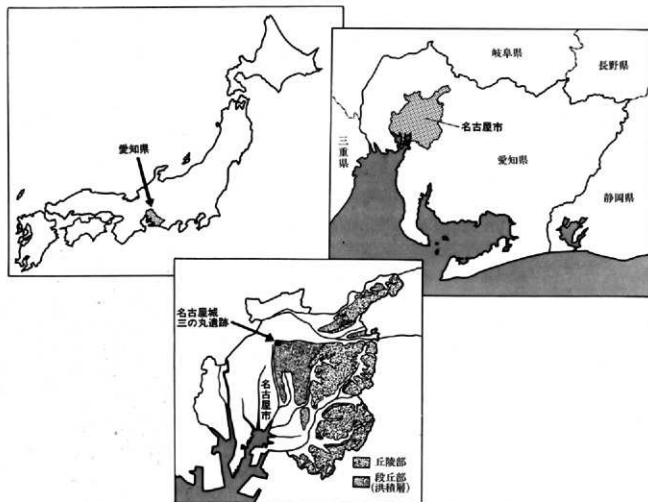 愛知県
岐阜県
長野県
名古屋市
三重県
愛知県
静岡県
名古屋城
三の丸遺跡
名古屋市
丘陵部
段丘部
(洪積層)